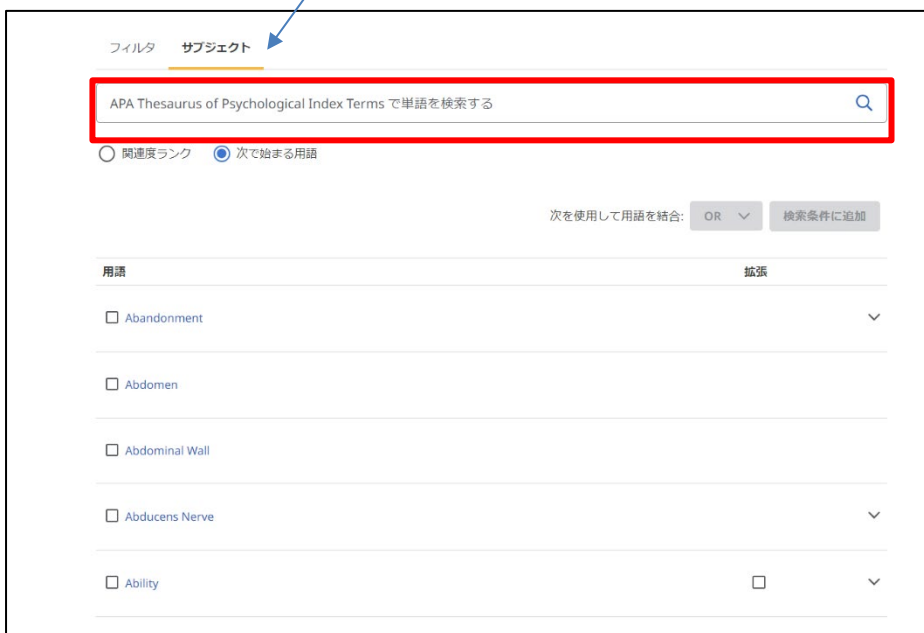 フィルタ サブジェクト
APA Thesaurus of Psychological Index Terms で単語を検索する
関連度ランク 次で始まる用語
次を使用して用語を結合: OR 検索条件に追加
用語 拡張
Abandonment
Abdomen
Abdominal Wall
Abducens Nerve
Ability